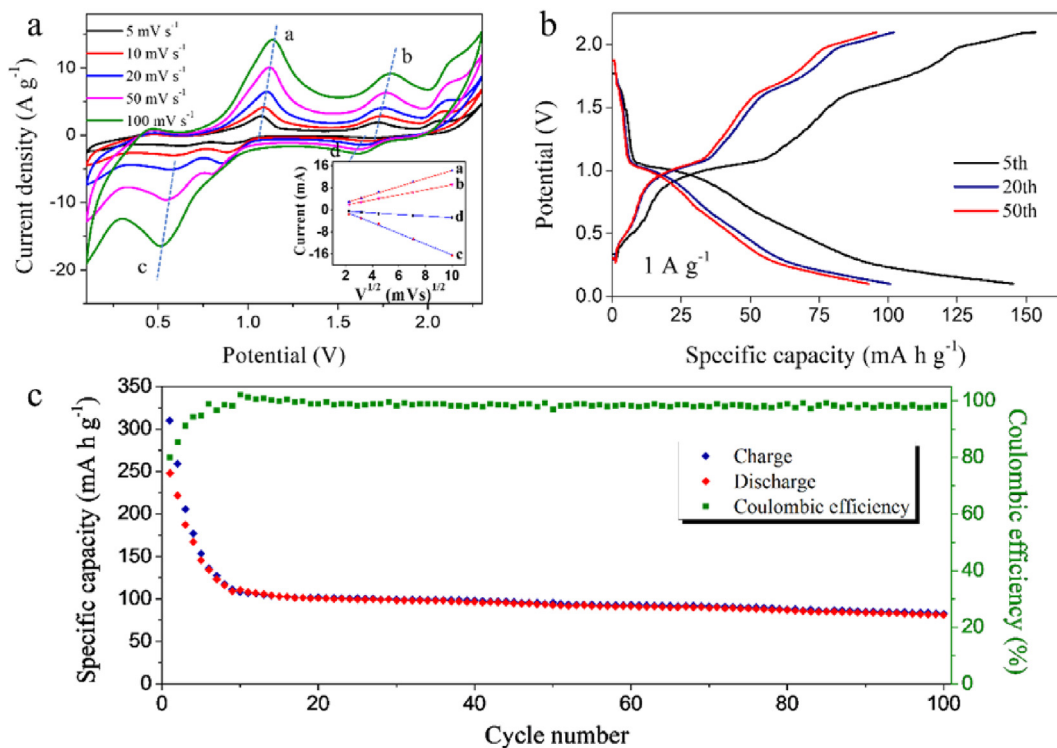 a
5 mV s⁻¹
10 mV s⁻¹
20 mV s⁻¹
50 mV s⁻¹
100 mV s⁻¹
a
b
c
d
Current density (A g⁻¹)
10
0
-10
-20
0.5
1.0
1.5
2.0
Potential (V)
Current (mA)
16
8
0
-8
-16
a
b
d
c
2
4
6
8
10
V¹ᐟ² (mVs)¹ᐟ²
b
Potential (V)
2.0
1.5
1.0
0.5
0.0
5th
20th
50th
1 A g⁻¹
0
25
50
75
100
125
150
Specific capacity (mA h g⁻¹)
c
Specific capacity (mA h g⁻¹)
350
300
250
200
150
100
50
0
Charge
Discharge
Coulombic efficiency
100
80
60
40
20
0
Coulombic efficiency (%)
0
20
40
60
80
100
Cycle number